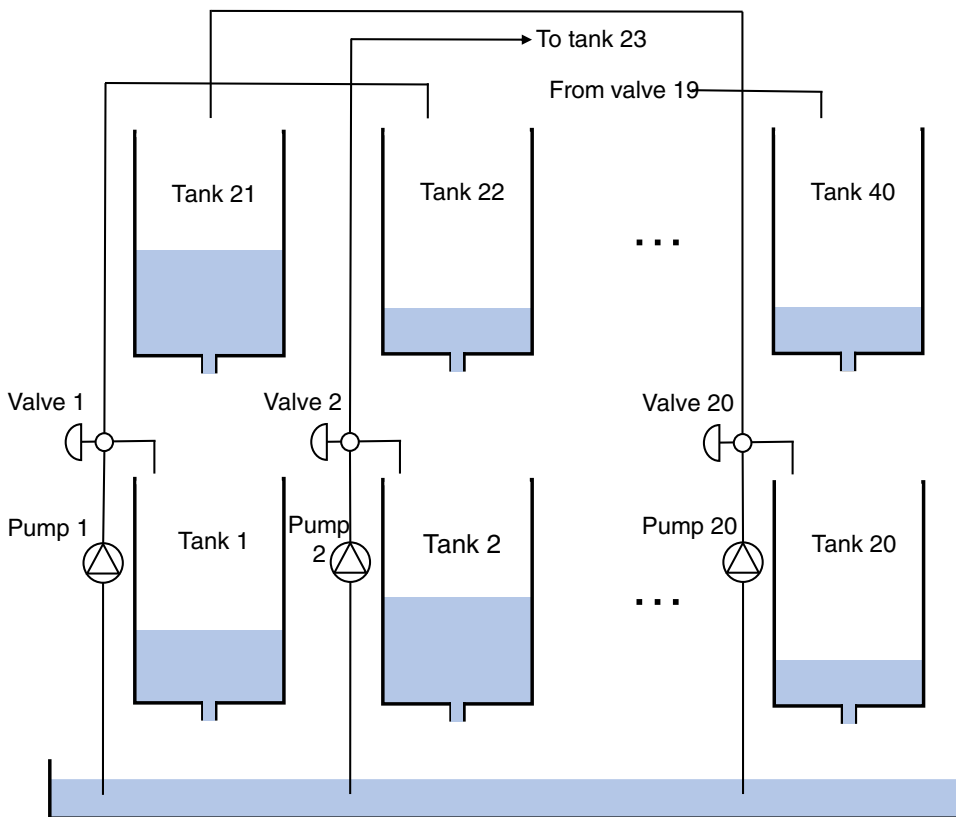 To tank 23
From valve 19
Tank 21
Tank 22
Tank 40
. . .
Valve 1
Valve 2
Valve 20
Pump 1
Tank 1
Pump
2
Tank 2
Pump 20
Tank 20
. . .